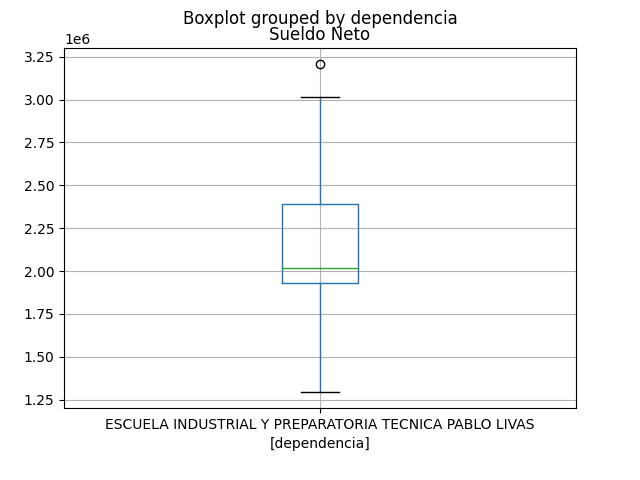 Boxplot grouped by dependencia
Sueldo Neto
1e6
3.25
3.00
2.75
2.50
2.25
2.00
1.75
1.50
1.25
ESCUELA INDUSTRIAL Y PREPARATORIA TECNICA PABLO LIVAS
[dependencia]